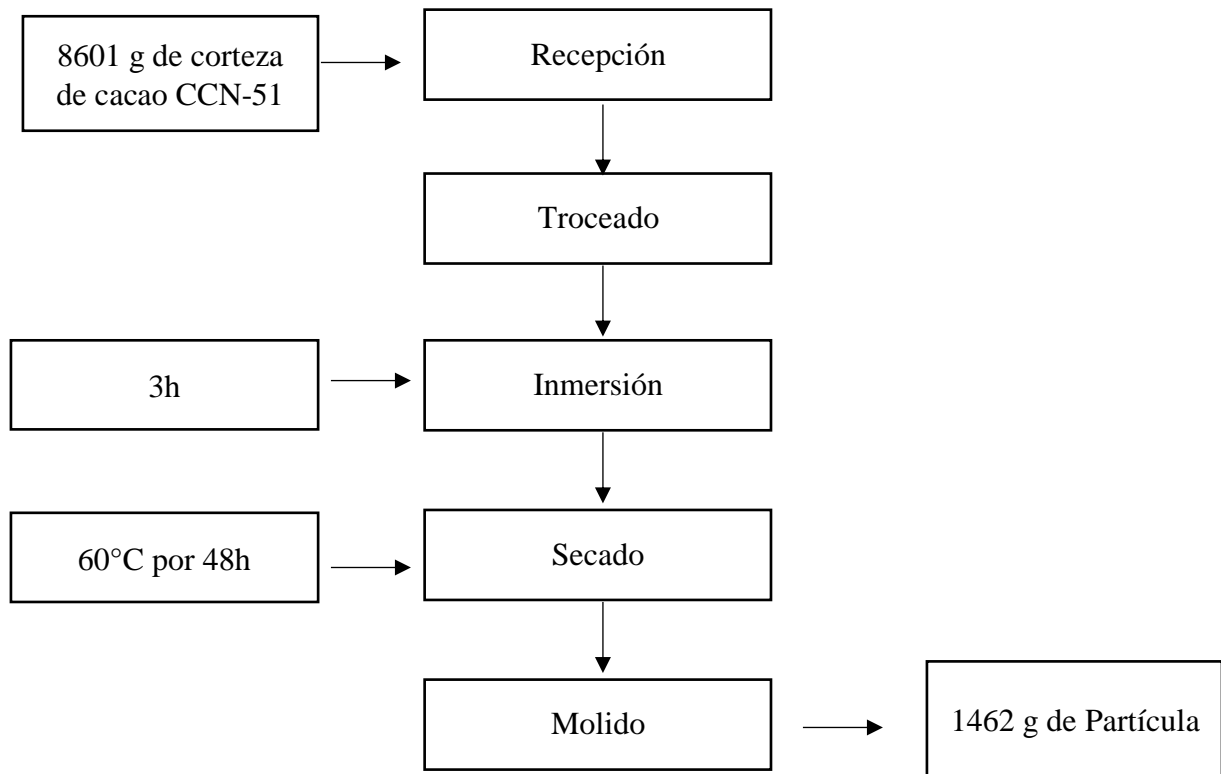 8601 g de corteza
de cacao CCN-51
Recepción
Troceado
3h
Inmersión
60°C por 48h
Secado
Molido
1462 g de Partícula